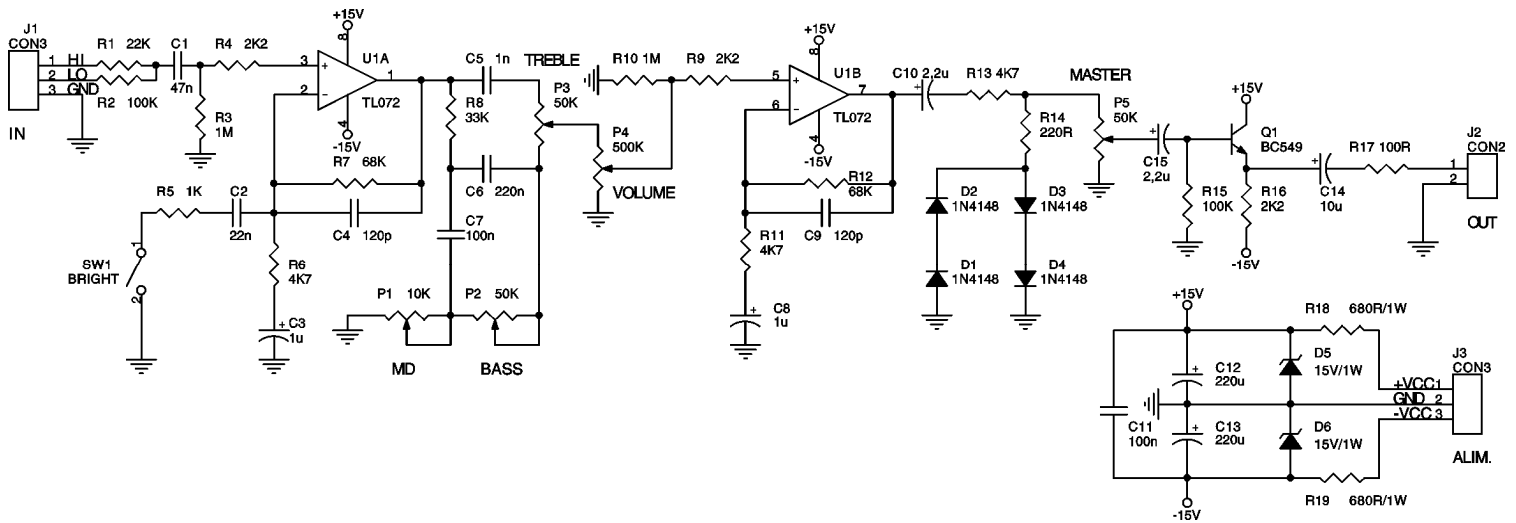 J1
CON3
1 HI
2 LO
3 GND
IN
R1 22K
R2 100K
C1
47n
R3
1M
R4 2K2
+15V
8
3
+
2
-
1
U1A
TL072
4
-15V
R7 68K
C4 120p
R5 1K
C2
22n
SW1
BRIGHT
1
2
R6
4K7
C3
1u
+
C5 1n
TREBLE
R8
33K
P3
50K
C6 220n
C7
100n
P1 10K
MD
P2 50K
BASS
P4
500K
VOLUME
R10 1M
R9 2K2
+15V
8
5
+
6
-
7
U1B
TL072
4
-15V
R12
68K
C9 120p
R11
4K7
C8
1u
+
C10 2,2u
+
R13 4K7
R14
220R
D2
1N4148
D3
1N4148
D1
1N4148
D4
1N4148
MASTER
P5
50K
C15
2,2u
+
R15
100K
+15V
Q1
BC549
R16
2K2
-15V
C14
10u
+
R17 100R
J2
CON2
1
2
OUT
+15V
C11
100n
C12
220u
+
C13
220u
+
-15V
D5
15V/1W
D6
15V/1W
R18 680R/1W
R19 680R/1W
J3
CON3
+VCC 1
GND 2
-VCC 3
ALIM.